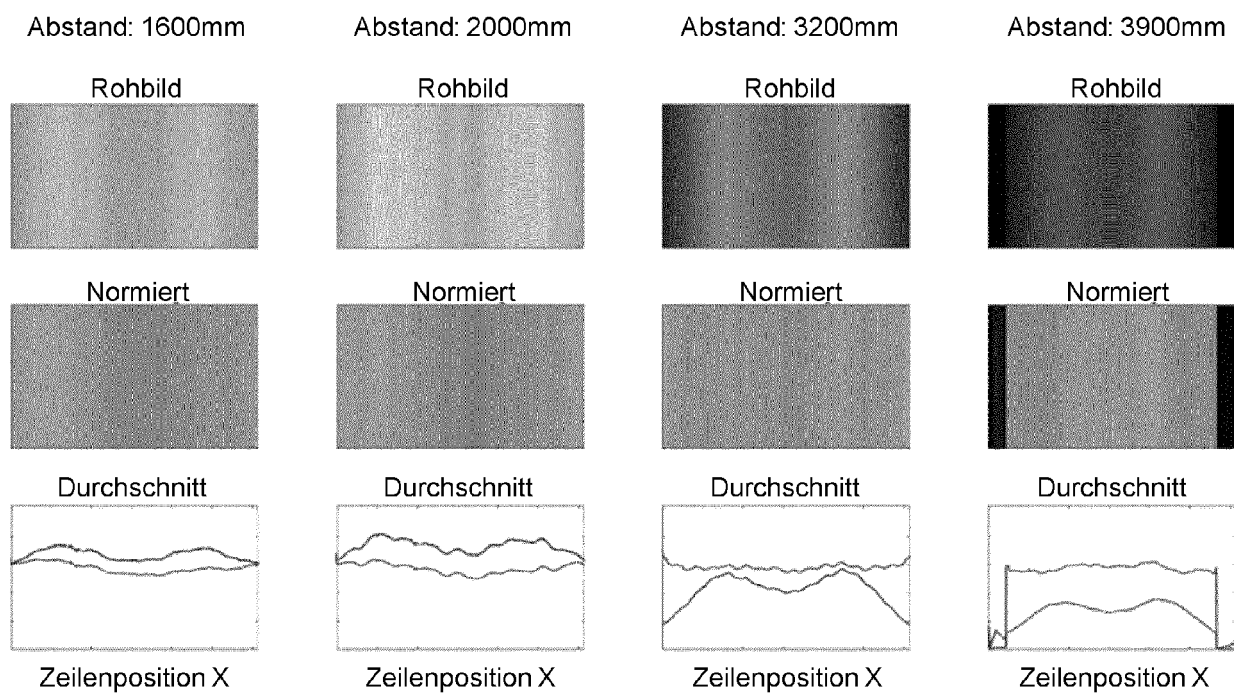 Abstand: 1600mm
Abstand: 2000mm
Abstand: 3200mm
Abstand: 3900mm
Rohbild
Rohbild
Rohbild
Rohbild
Normiert
Normiert
Normiert
Normiert
Durchschnitt
Durchschnitt
Durchschnitt
Durchschnitt
Zeilenposition X
Zeilenposition X
Zeilenposition X
Zeilenposition X